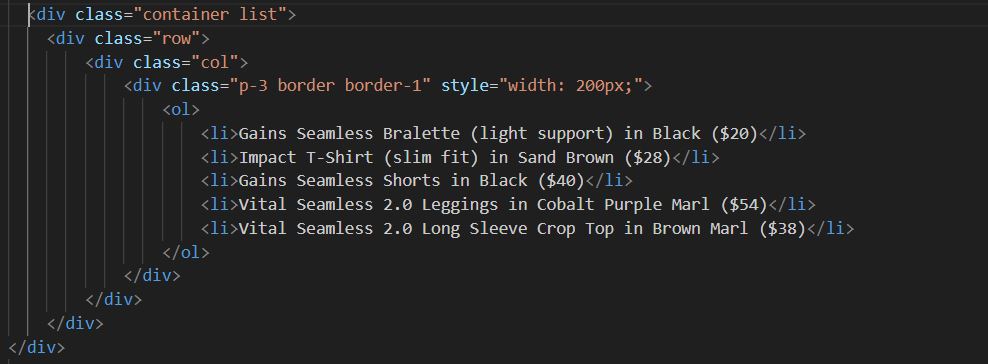 <div class="container list">
<div class="row">
<div class="col">
<div class="p-3 border border-1" style="width: 200px;">
<ol>
<li>Gains Seamless Bralette (light support) in Black ($20)</li>
<li>Impact T-Shirt (slim fit) in Sand Brown ($28)</li>
<li>Gains Seamless Shorts in Black ($40)</li>
<li>Vital Seamless 2.0 Leggings in Cobalt Purple Marl ($54)</li>
<li>Vital Seamless 2.0 Long Sleeve Crop Top in Brown Marl ($38)</li>
</ol>
</div>
</div>
</div>
</div>